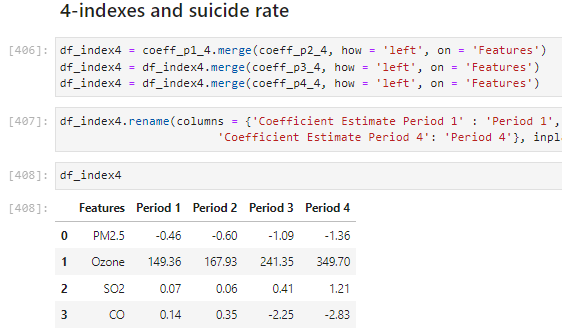 4-indexes and suicide rate
[406]: df_index4 = coeff_p1_4.merge(coeff_p2_4, how = 'left', on = 'Features')
df_index4 = df_index4.merge(coeff_p3_4, how = 'left', on = 'Features')
df_index4 = df_index4.merge(coeff_p4_4, how = 'left', on = 'Features')
[407]: df_index4.rename(columns = {'Coefficient Estimate Period 1' : 'Period 1',
'Coefficient Estimate Period 4': 'Period 4'}, inpl
[408]: df_index4
[408]: Features Period 1 Period 2 Period 3 Period 4
0 PM2.5 -0.46 -0.60 -1.09 -1.36
1 Ozone 149.36 167.93 241.35 349.70
2 SO2 0.07 0.06 0.41 1.21
3 CO 0.14 0.35 -2.25 -2.83